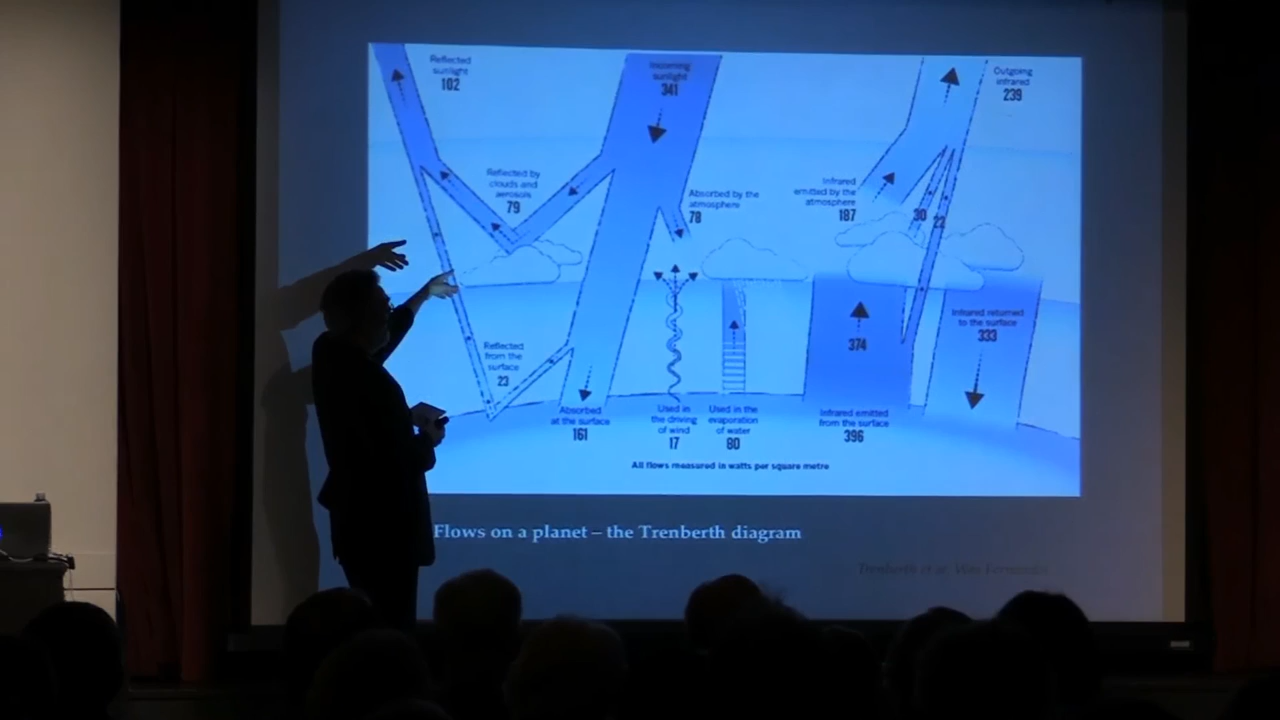 Reflected
sunlight
102
Incoming
sunlight
341
Outgoing
infrared
239
Reflected by
clouds and
aerosols
79
Absorbed by the
atmosphere
78
Infrared
emitted by the
atmosphere
187
30
22
Reflected
from the
surface
23
374
Infrared returned
to the surface
333
Absorbed
at the surface
161
Used in
the driving
of wind
17
Used in the
evaporation
of water
80
Infrared emitted
from the surface
396
All flows measured in watts per square metre
Flows on a planet – the Trenberth diagram
Trenberth et al